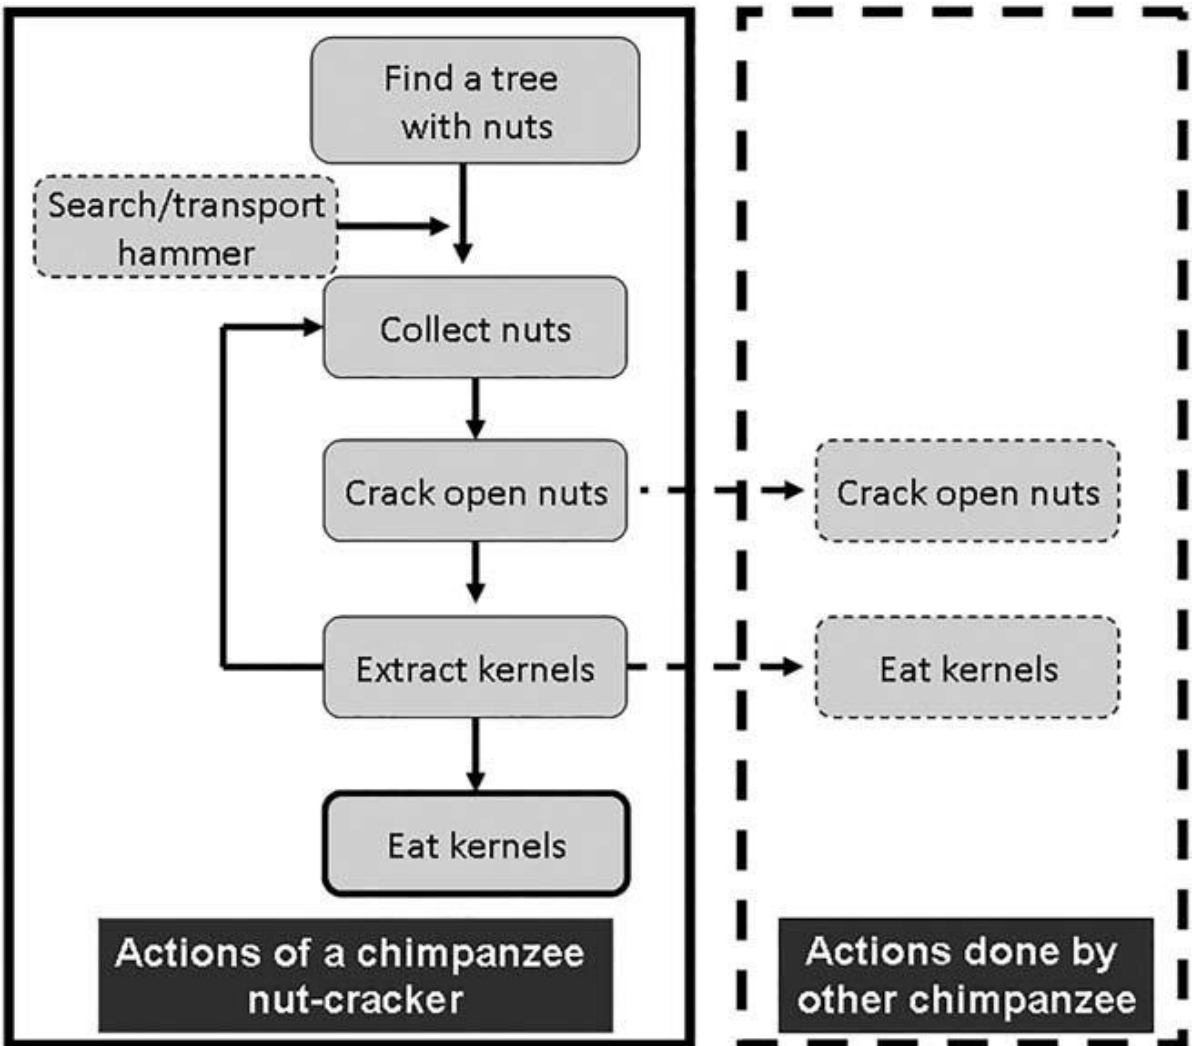 Find a tree
with nuts
Search/transport
hammer
Collect nuts
Crack open nuts
Crack open nuts
Extract kernels
Eat kernels
Eat kernels
Actions of a chimpanzee
nut-cracker
Actions done by
other chimpanzee